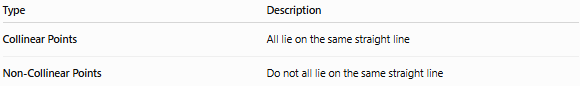 Type Description
Collinear Points All lie on the same straight line
Non-Collinear Points Do not all lie on the same straight line